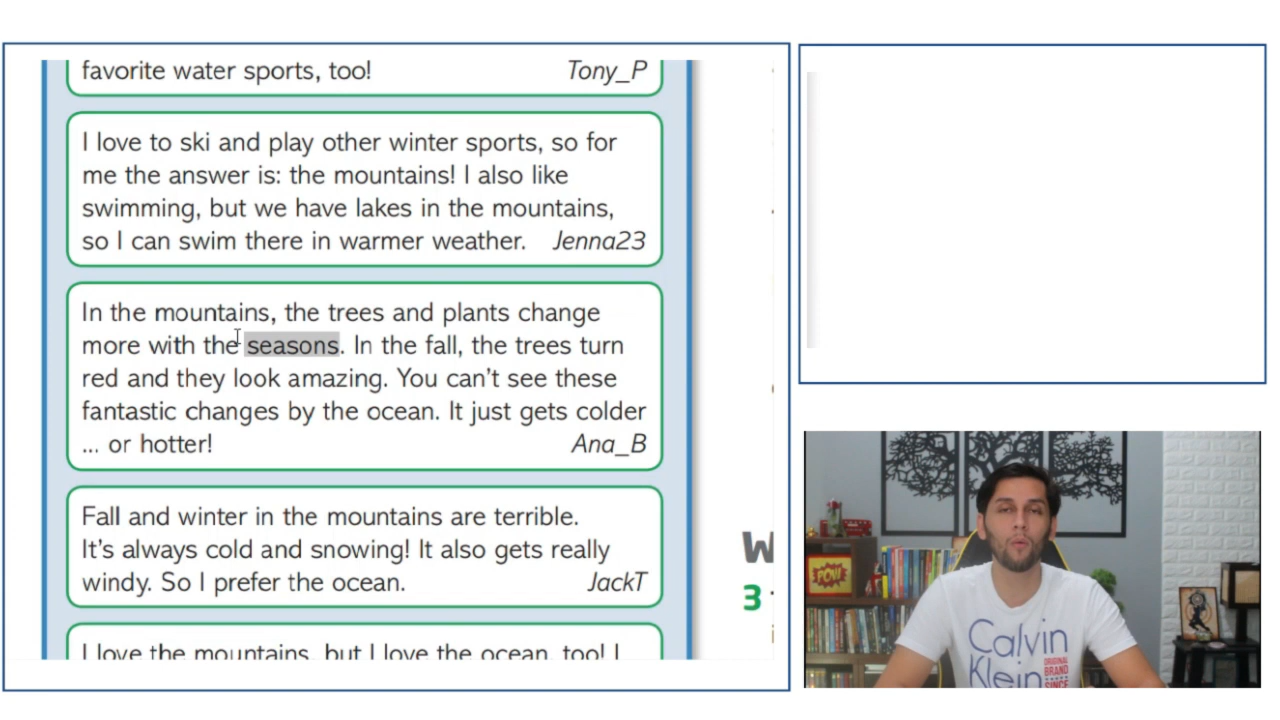 favorite water sports, too! Tony_P
I love to ski and play other winter sports, so for
me the answer is: the mountains! I also like
swimming, but we have lakes in the mountains,
so I can swim there in warmer weather. Jenna23
In the mountains, the trees and plants change
more with the seasons. In the fall, the trees turn
red and they look amazing. You can't see these
fantastic changes by the ocean. It just gets colder
... or hotter! Ana_B
Fall and winter in the mountains are terrible.
It's always cold and snowing! It also gets really
windy. So I prefer the ocean. JackT
I love the mountains, but I love the ocean, too! I
W
3
POW!
Calvin
Klein
ORIGINAL
BRAND
SINCE